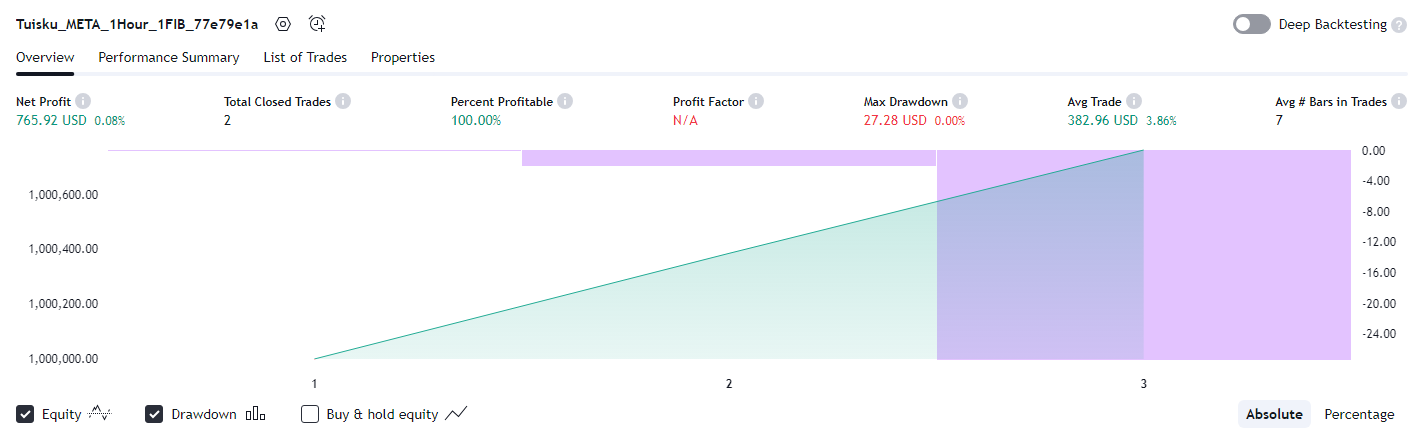 Tuisku_META_1Hour_1FIB_77e79e1a Deep Backtesting ?
Overview Performance Summary List of Trades Properties
Net Profit Total Closed Trades Percent Profitable Profit Factor Max Drawdown Avg Trade Avg # Bars in Trades
765.92 USD 0.08% 2 100.00% N/A 27.28 USD 0.00% 382.96 USD 3.86% 7
0.00
-4.00
1,000,600.00
-8.00
-12.00
1,000,400.00
-16.00
1,000,200.00 -20.00
-24.00
1,000,000.00
1 2 3
Equity Drawdown Buy & hold equity Absolute Percentage